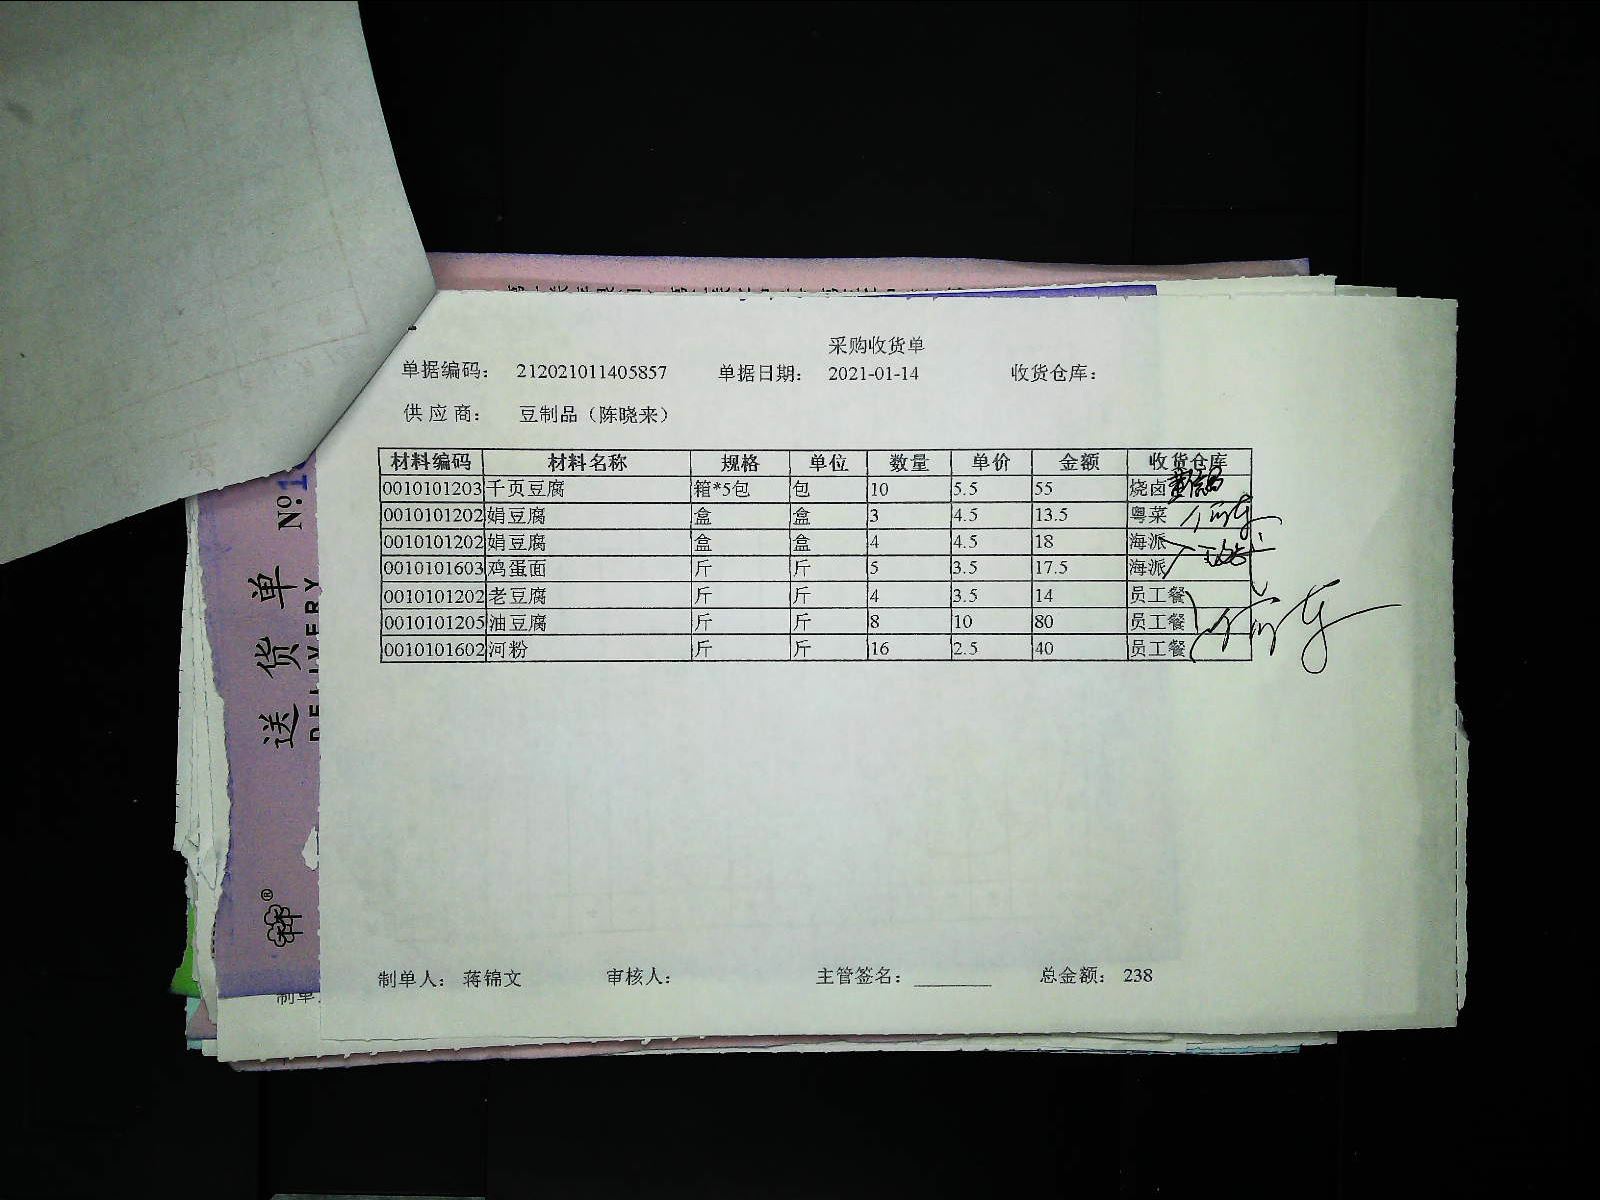 采购收货单
单据编码： 212021011405857 单据日期： 2021-01-14 收货仓库：
供应商： 豆制品（陈晓来）
材料编码 材料名称 规格 单位 数量 单价 金额 收货仓库
0010101203 千页豆腐 箱*5包 包 10 5.5 55 烧卤
0010101202 娟豆腐 盒 盒 3 4.5 13.5 粤菜
0010101202 娟豆腐 盒 盒 4 4.5 18 海派
0010101603 鸡蛋面 斤 斤 5 3.5 17.5 海派
0010101202 老豆腐 斤 斤 4 3.5 14 员工餐
0010101205 油豆腐 斤 斤 8 10 80 员工餐
0010101602 河粉 斤 斤 16 2.5 40 员工餐
制单人： 蒋锦文 审核人： 主管签名： 总金额： 238
送货单 No.1
DELIVERY
制单